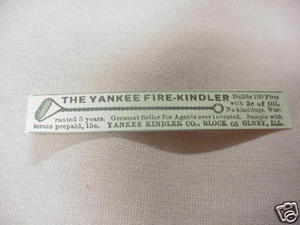 THE YANKEE FIRE-KINDLER Builds 100 Fires
with 3c of Oil.
No kindlings. War-
ranted 3 years. Greatest Seller for Agents ever invented. Sample with
terms prepaid, 15c. YANKEE KINDLER CO., BLOCK 66 OLNEY, ILL.
ebY